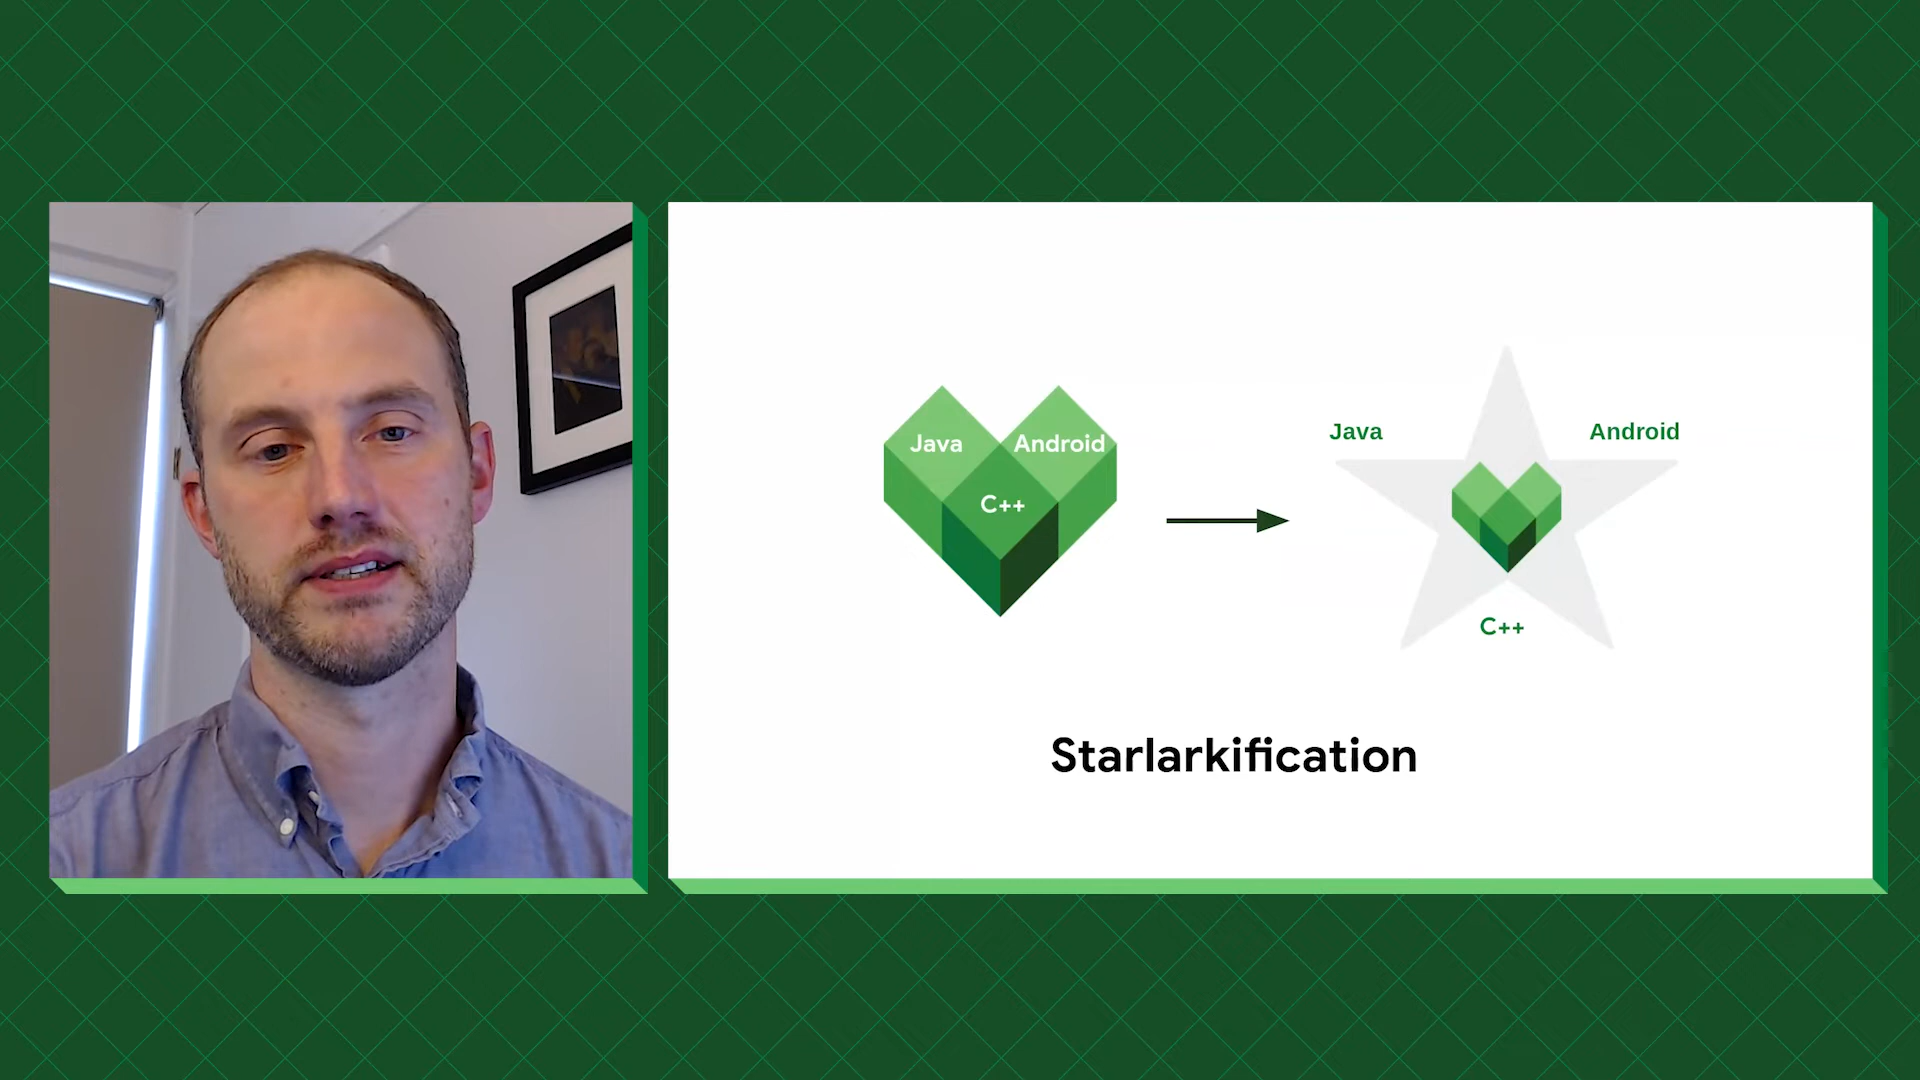 Java
Android
C++
Java
Android
C++
Starlarkification